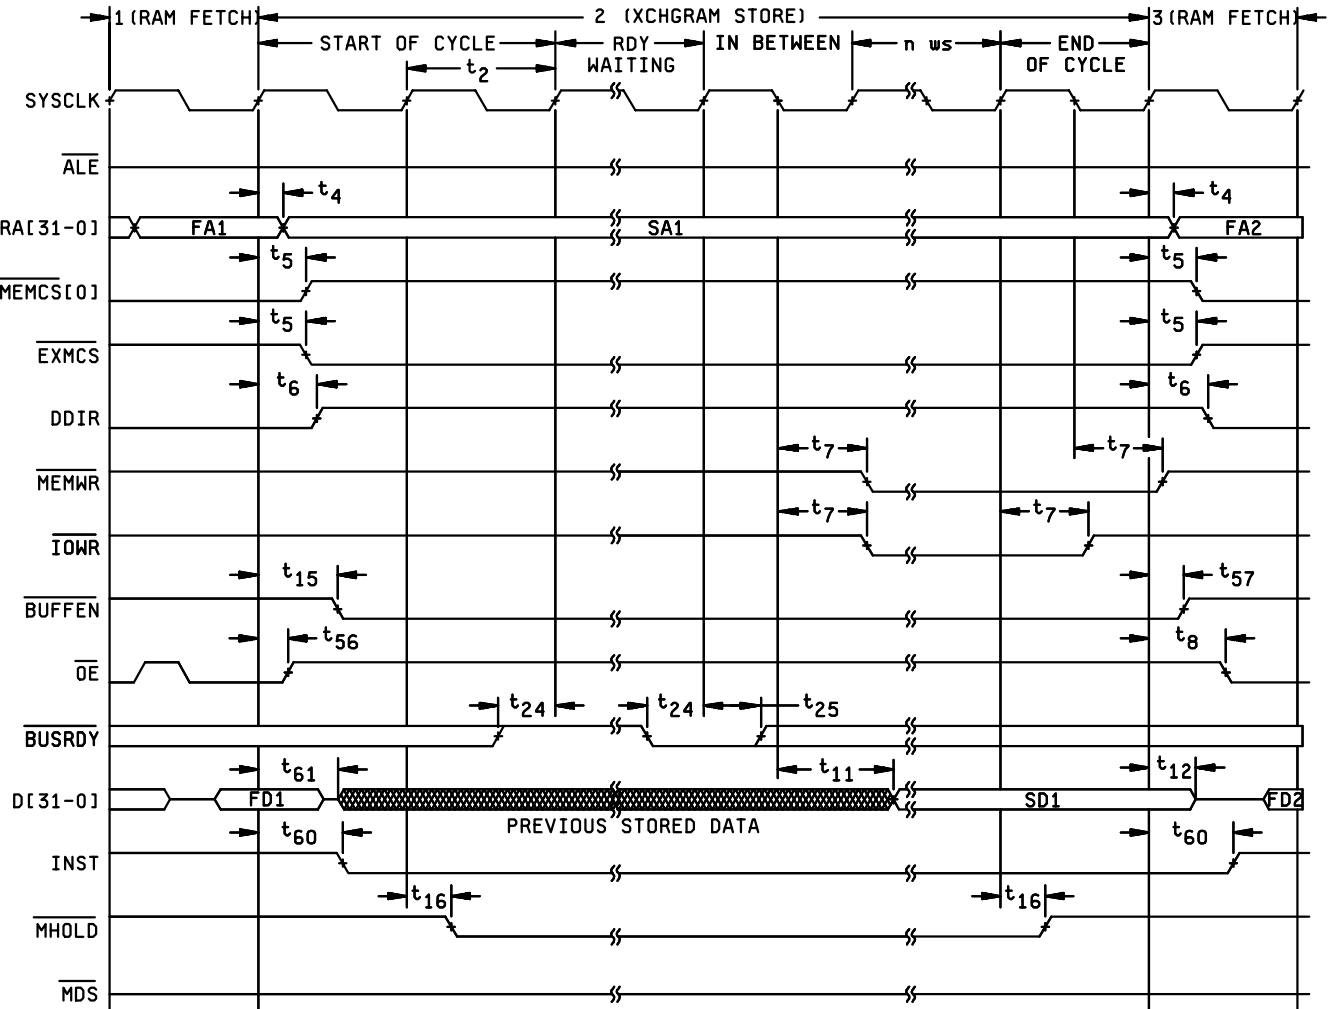 1 (RAM FETCH) 2 (XCHGRAM STORE) 3 (RAM FETCH)
START OF CYCLE RDY WAITING IN BETWEEN n ws END OF CYCLE
t2
SYSCLK
ALE
t4 t4
RA[31-0] FA1 SA1 FA2
t5 t5
MEMCS[0]
t5 t5
EXMCS
t6 t6
DDIR
t7 t7
MEMWR
t7 t7
IOWR
t15 t57
BUFFEN
t56 t8
OE
t24 t24 t25
BUSRDY
t61 t11 t12
D[31-0] FD1 SD1 FD2
PREVIOUS STORED DATA
t60 t60
INST
t16 t16
MHOLD
MDS